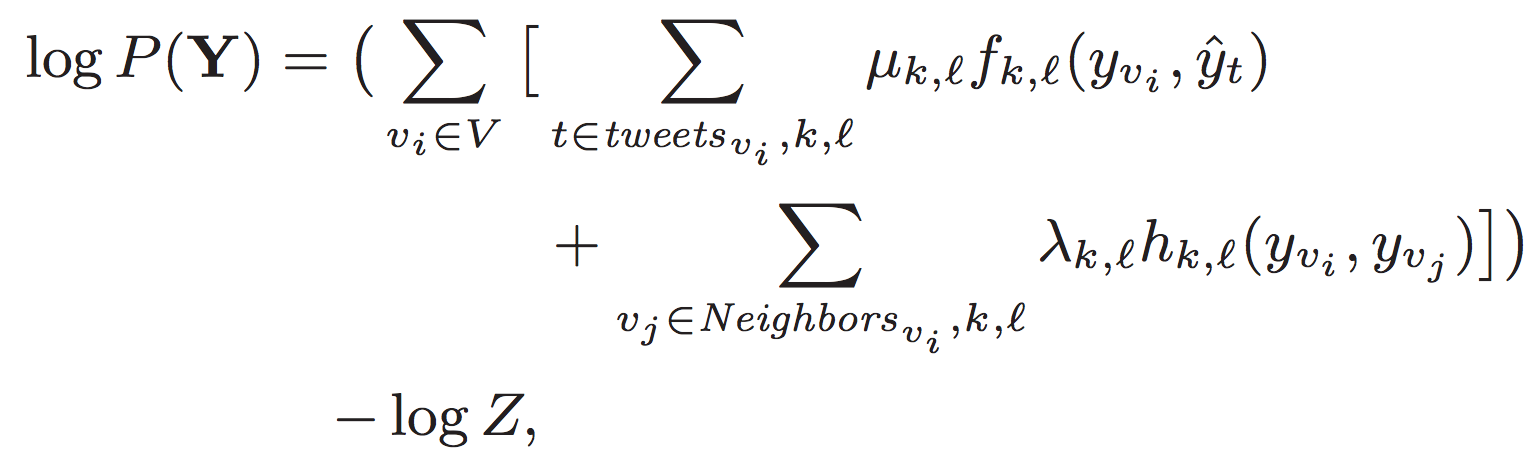 log P(Y) = ( ∑_{v_i∈V} [ ∑_{t∈tweets_{v_i},k,ℓ} μ_{k,ℓ} f_{k,ℓ}(y_{v_i}, ŷ_t)
+ ∑_{v_j∈Neighbors_{v_i},k,ℓ} λ_{k,ℓ} h_{k,ℓ}(y_{v_i}, y_{v_j}) ] )
− log Z,